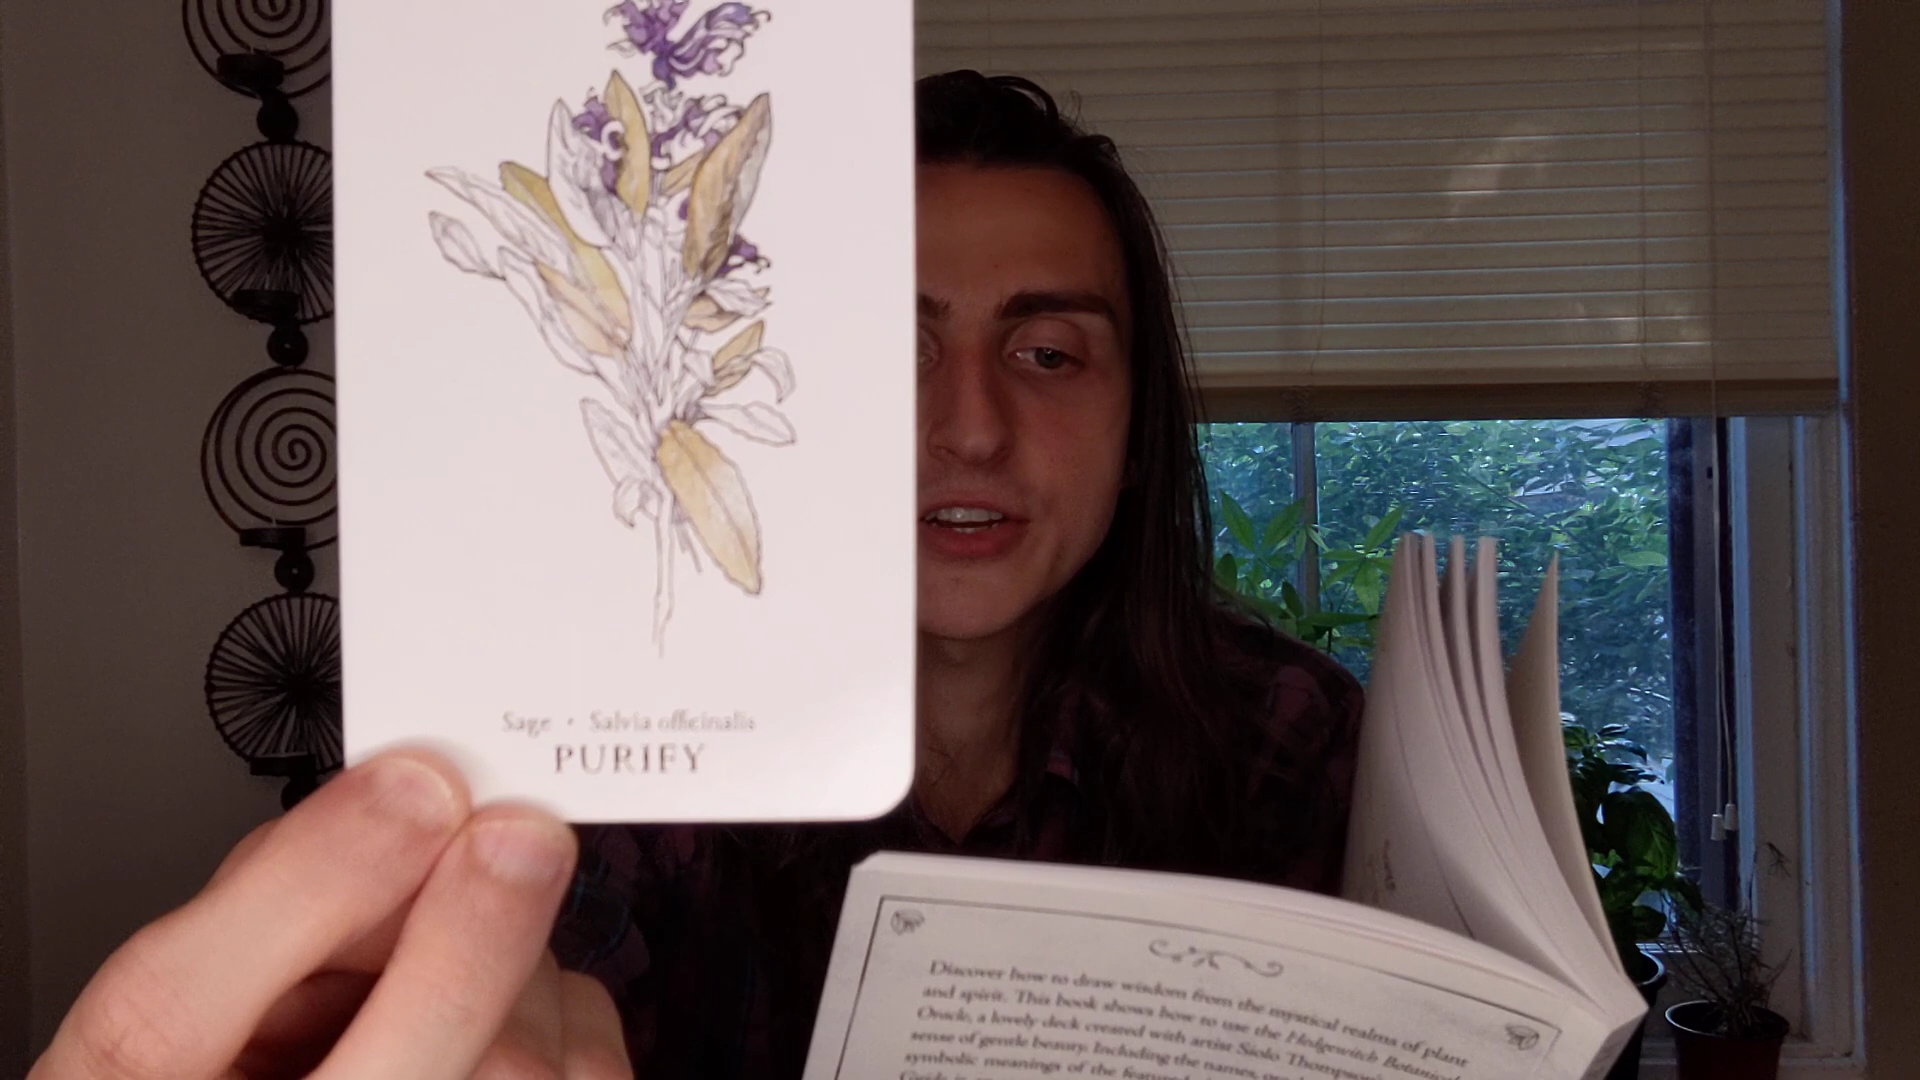 Sage • Salvia officinalis
PURIFY
Discover how to draw wisdom from the mystical realms of plant
and spirit. This book shows how to use the Hedgewitch Botanical
Oracle, a lovely deck created with artist Siolo Thompson's
sense of gentle beauty. Including the names,
symbolic meanings of the featured